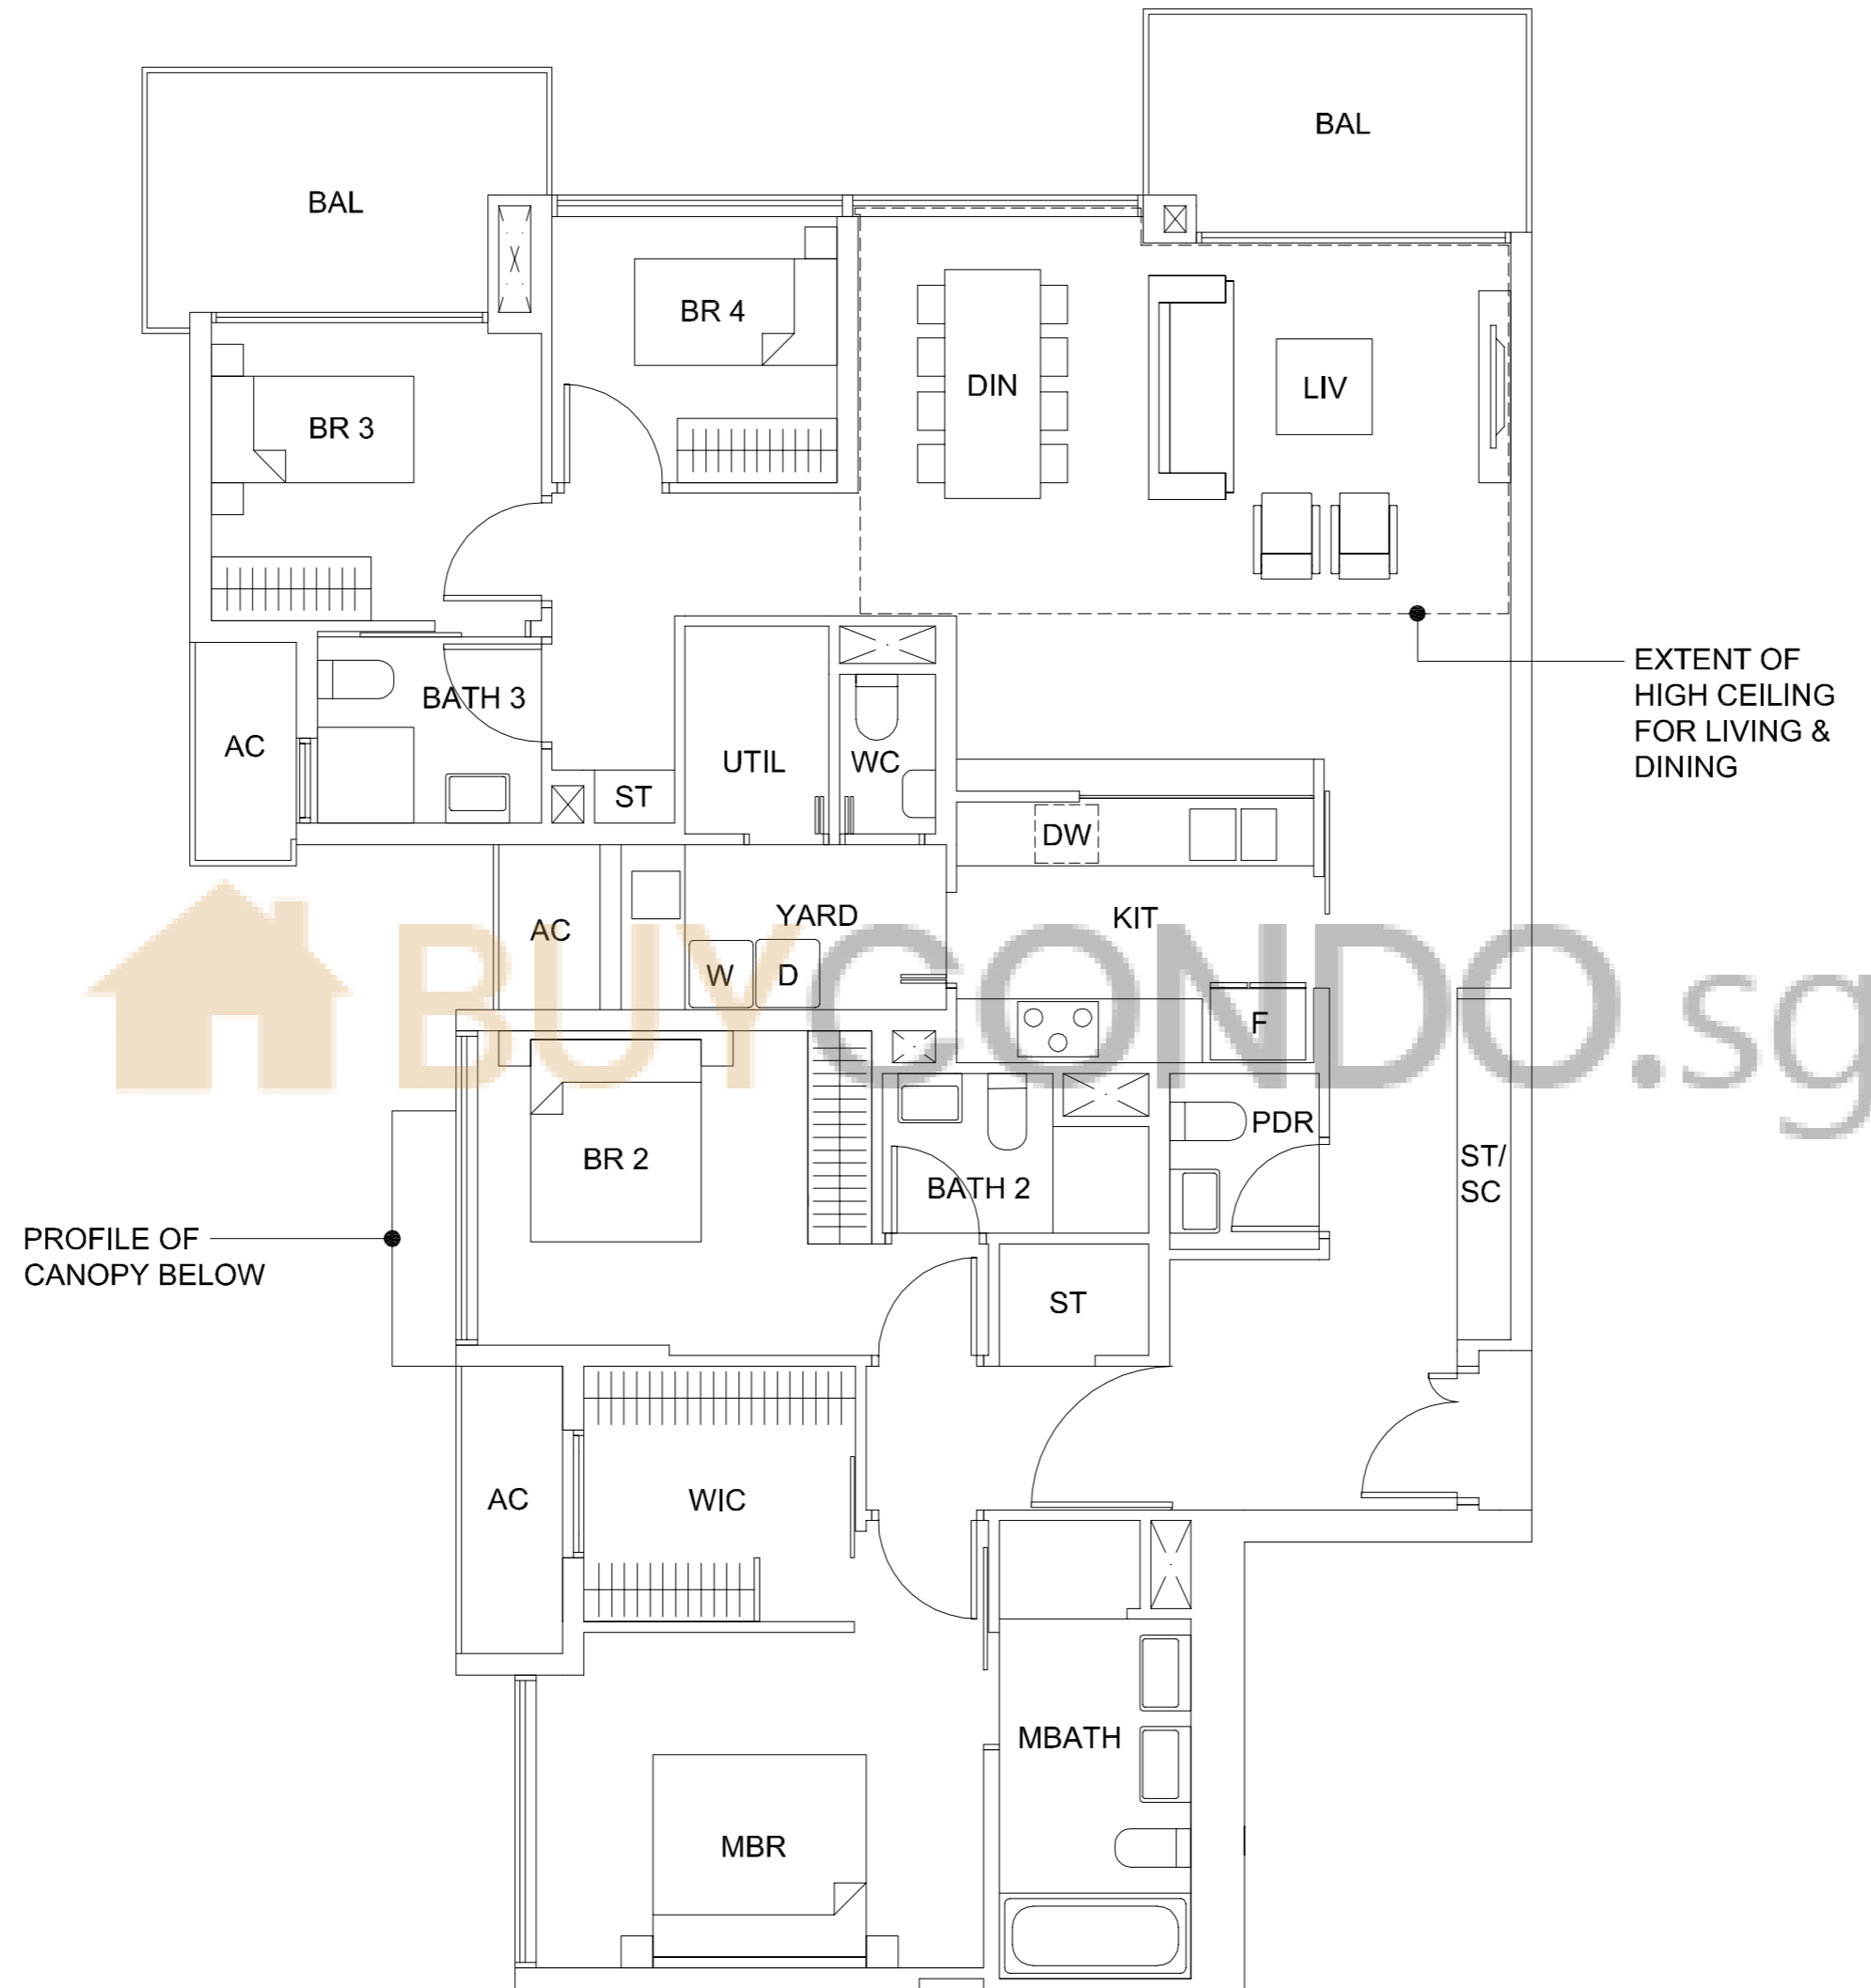 BAL
BAL
BR 4
DIN
LIV
BR 3
EXTENT OF
HIGH CEILING
FOR LIVING &
DINING
BATH 3
AC
UTIL
WC
ST
DW
YARD
KIT
AC
W
D
F
BUYCONDO.sg
PDR
BR 2
BATH 2
ST/
SC
PROFILE OF
CANOPY BELOW
ST
AC
WIC
MBATH
MBR